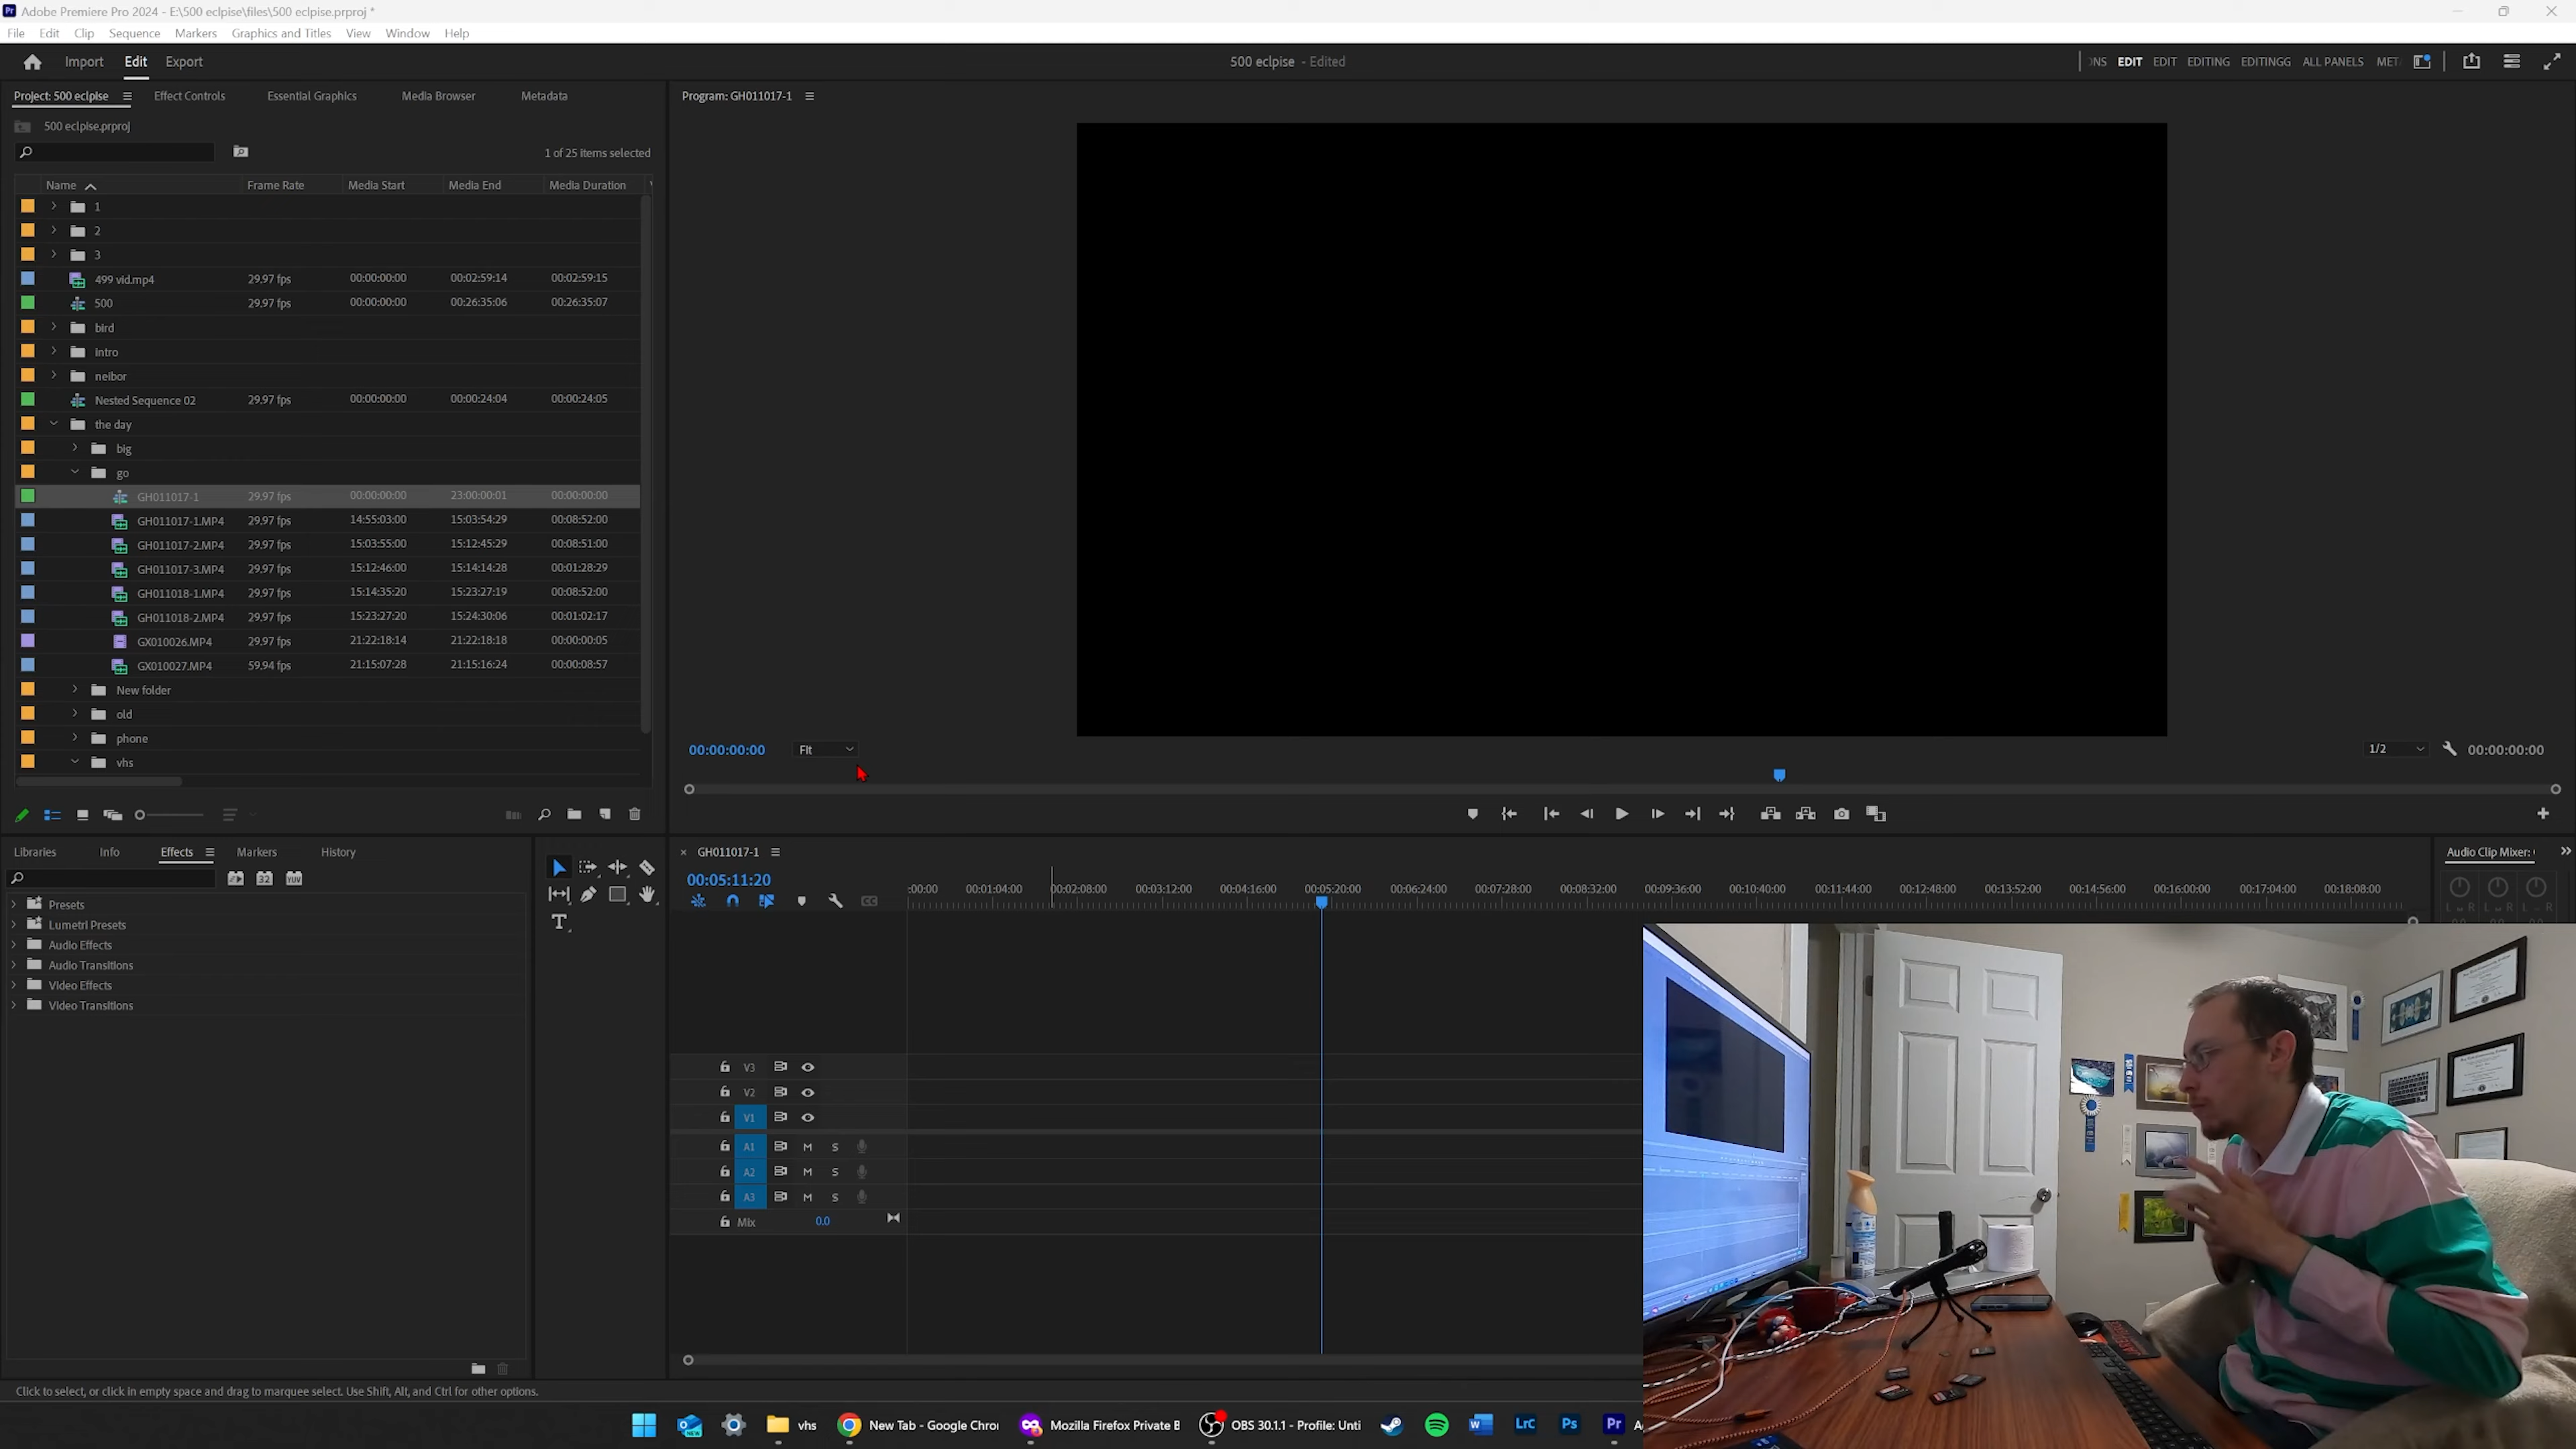 Adobe Premiere Pro 2024 - E:\500 eclpise\files\500 eclpise.prproj *
File Edit Clip Sequence Markers Graphics and Titles View Window Help
Import Edit Export
500 eclpise - Edited
EDIT EDIT EDITING EDITINGG ALL PANELS
Project: 500 eclpise Effect Controls Essential Graphics Media Browser Metadata
Program: GH011017-1
500 eclpise.prproj
1 of 25 items selected
Name Frame Rate Media Start Media End Media Duration
1
2
3
499 vid.mp4 29.97 fps 00:00:00:00 00:02:59:14 00:02:59:15
500 29.97 fps 00:00:00:00 00:26:35:06 00:26:35:07
bird
intro
neibor
Nested Sequence 02 29.97 fps 00:00:00:00 00:00:24:04 00:00:24:05
the day
big
go
GH011017-1 29.97 fps 00:00:00:00 23:00:00:01 00:00:00:00
GH011017-1.MP4 29.97 fps 14:55:03:00 15:03:54:29 00:08:52:00
GH011017-2.MP4 29.97 fps 15:03:55:00 15:12:45:29 00:08:51:00
GH011017-3.MP4 29.97 fps 15:12:46:00 15:14:14:28 00:01:28:29
GH011018-1.MP4 29.97 fps 15:14:35:20 15:23:27:19 00:08:52:00
GH011018-2.MP4 29.97 fps 15:23:27:20 15:24:30:06 00:01:02:17
GX010026.MP4 29.97 fps 21:22:18:14 21:22:18:18 00:00:00:05
GX010027.MP4 59.94 fps 21:15:07:28 21:15:16:24 00:00:08:57
New folder
old
phone
vhs
00:00:00:00 Fit 1/2 00:00:00:00
Libraries Info Effects Markers History
32 YUV
Presets
Lumetri Presets
Audio Effects
Audio Transitions
Video Effects
Video Transitions
T
GH011017-1
Audio Clip Mixer:
00:05:11:20
:00:00 00:01:04:00 00:02:08:00 00:03:12:00 00:04:16:00 00:05:20:00 00:06:24:00 00:07:28:00 00:08:32:00 00:09:36:00 00:10:40:00 00:11:44:00 00:12:48:00 00:13:52:00 00:14:56:00 00:16:00:00 00:17:04:00 00:18:08:00
L R L R L R
V3
V2
V1
A1 M S
A2 M S
A3 M S
Mix 0.0
Click to select, or click in empty space and drag to marquee select. Use Shift, Alt, and Ctrl for other options.
vhs New Tab - Google Chro Mozilla Firefox Private B OBS 30.1.1 - Profile: Unti LrC Ps Pr